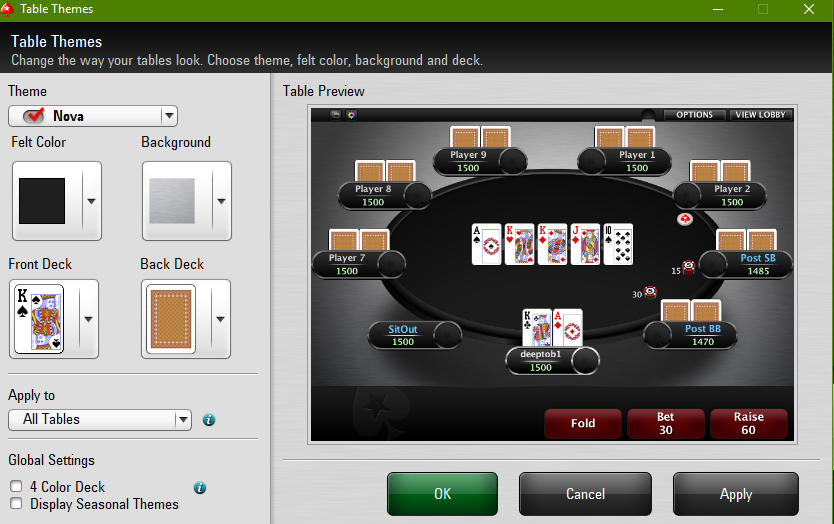 Table Themes
Table Themes
Change the way your tables look. Choose theme, felt color, background and deck.
Theme
Nova
Felt Color
Background
Front Deck
Back Deck
K
Apply to
All Tables
Global Settings
4 Color Deck
Display Seasonal Themes
Table Preview
OPTIONS
VIEW LOBBY
Player 9
1500
Player 1
1500
Player 8
1500
Player 2
1500
A K K J 10
Player 7
1500
15
Post SB
1485
30
K A
SitOut
1500
Post BB
1470
deeptob1
1500
Fold
Bet
30
Raise
60
OK
Cancel
Apply